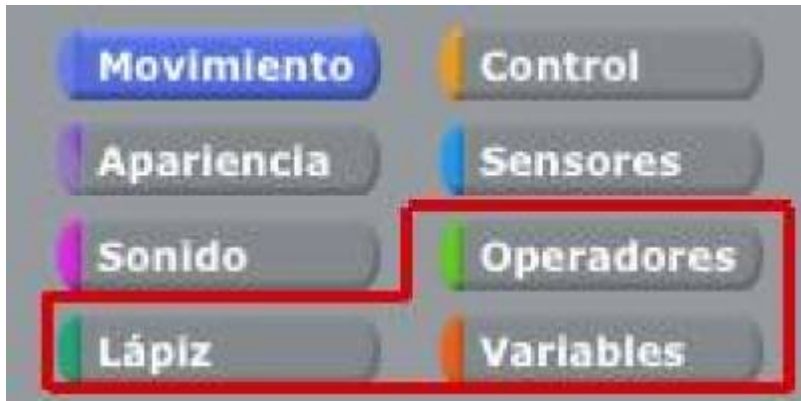 Movimiento
Control
Apariencia
Sensores
Sonido
Operadores
Lápiz
Variables